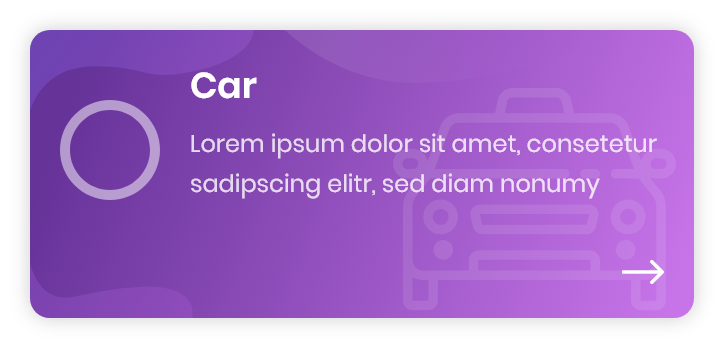 Car
Lorem ipsum dolor sit amet, consetetur
sadipscing elitr, sed diam nonumy